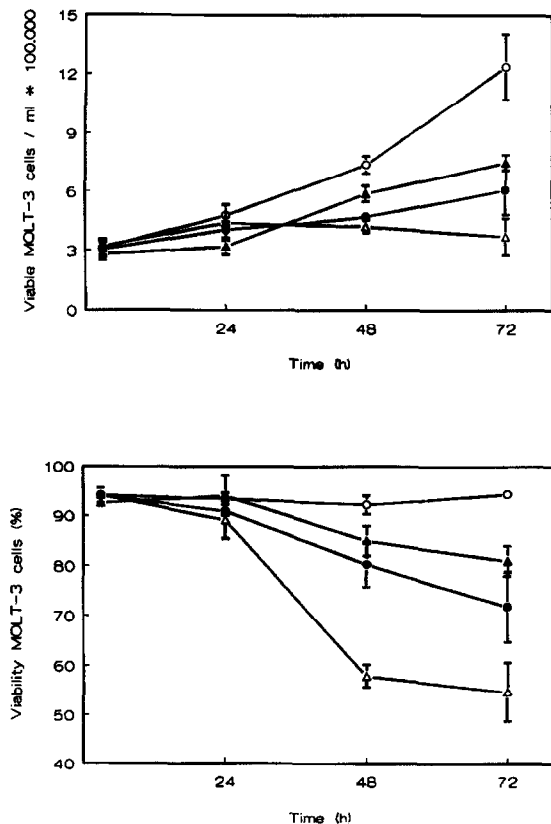 15
12
9
6
3
0
Viable MOLT-3 cells / ml * 100.000
24 48 72
Time (h)
100
90
80
70
60
50
40
Viability MOLT-3 cells (%)
24 48 72
Time (h)